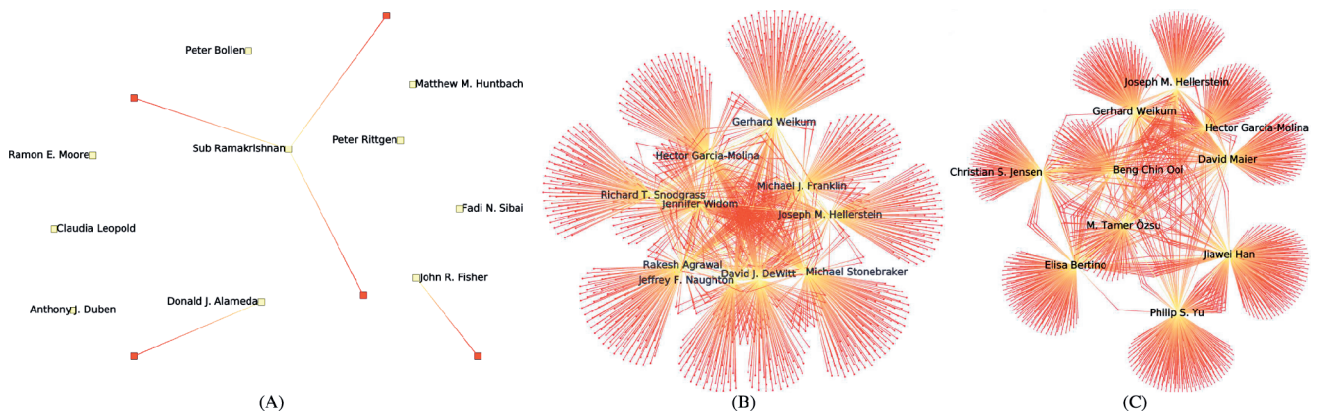 Peter Bollen
Matthew M. Huntbach
Ramon E. Moore
Sub Ramakrishnan
Peter Rittgen
Claudia Leopold
Fadi N. Sibai
John R. Fisher
Anthony J. Duben
Donald J. Alameda
(A)
Gerhard Weikum
Hector Garcia-Molina
Michael J. Franklin
Richard T. Snodgrass
Jennifer Widom
Joseph M. Hellerstein
Rakesh Agrawal
David J. DeWitt
Michael Stonebraker
Jeffrey F. Naughton
(B)
Joseph M. Hellerstein
Gerhard Weikum
Hector Garcia-Molina
David Maier
Christian S. Jensen
Beng Chin Ooi
M. Tamer Özsu
Elisa Bertino
Jiawei Han
Philip S. Yu
(C)